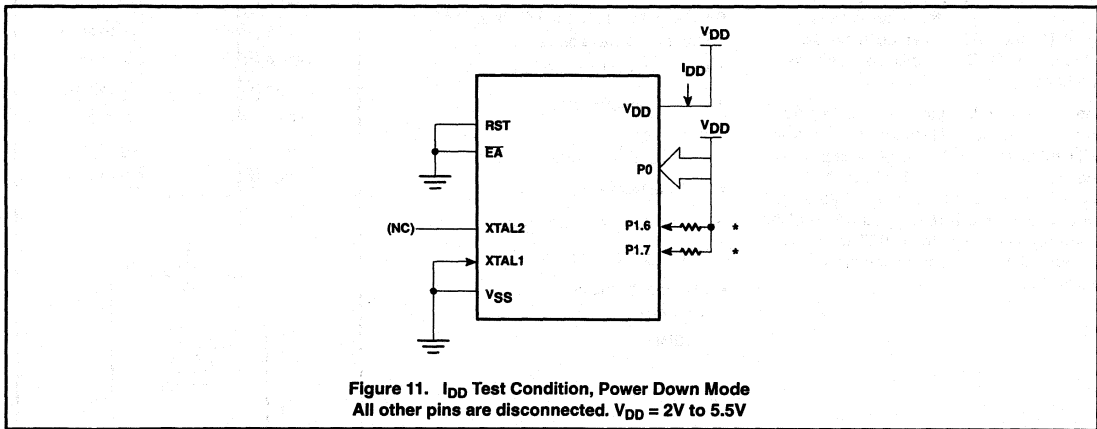 VDD
IDD
VDD
RST
VDD
EA
P0
(NC)
XTAL2
P1.6
*
P1.7
*
XTAL1
VSS
Figure 11. IDD Test Condition, Power Down Mode
All other pins are disconnected. VDD = 2V to 5.5V